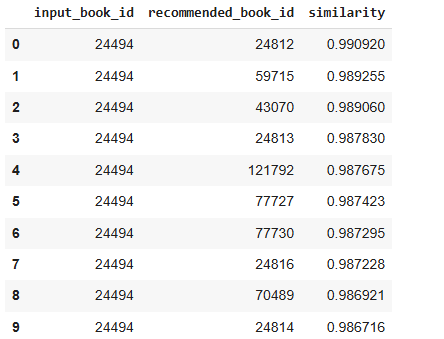 input_book_id recommended_book_id similarity
0 24494 24812 0.990920
1 24494 59715 0.989255
2 24494 43070 0.989060
3 24494 24813 0.987830
4 24494 121792 0.987675
5 24494 77727 0.987423
6 24494 77730 0.987295
7 24494 24816 0.987228
8 24494 70489 0.986921
9 24494 24814 0.986716